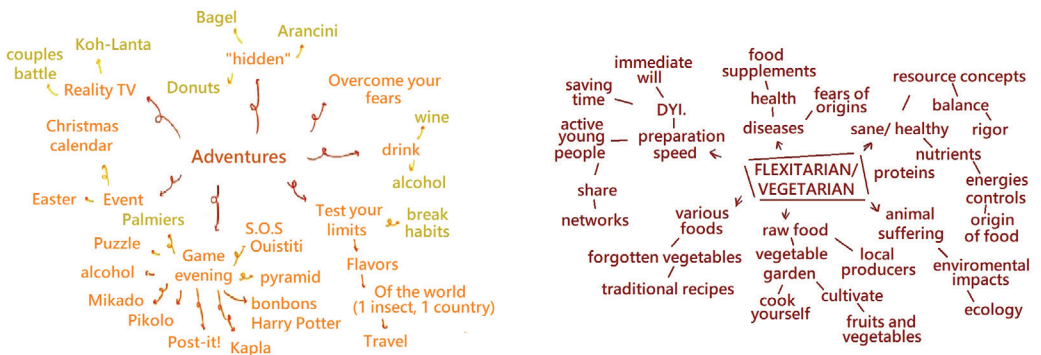 Bagel
Arancini
"hidden"
Donuts
Koh-Lanta
couples
battle
Reality TV
Overcome your
fears
wine
drink
alcohol
Christmas
calendar
Adventures
Easter
Event
Palmiers
Test your
limits
break
habits
Puzzle
S.O.S
Ouistiti
Game
evening
alcohol
pyramid
Flavors
Mikado
bonbons
Harry Potter
Of the world
(1 insect, 1 country)
Pikolo
Post-it!
Kapla
Travel
immediate
will
saving
time
DYI.
active
young
people
preparation
speed
share
networks
food
supplements
health
fears of
origins
diseases
resource concepts
balance
rigor
sane/ healthy
nutrients
proteins
energies
controls
origin
of food
FLEXITARIAN/
VEGETARIAN
various
foods
forgotten vegetables
traditional recipes
raw food
vegetable
garden
local
producers
cook
yourself
cultivate
fruits and
vegetables
animal
suffering
enviromental
impacts
ecology